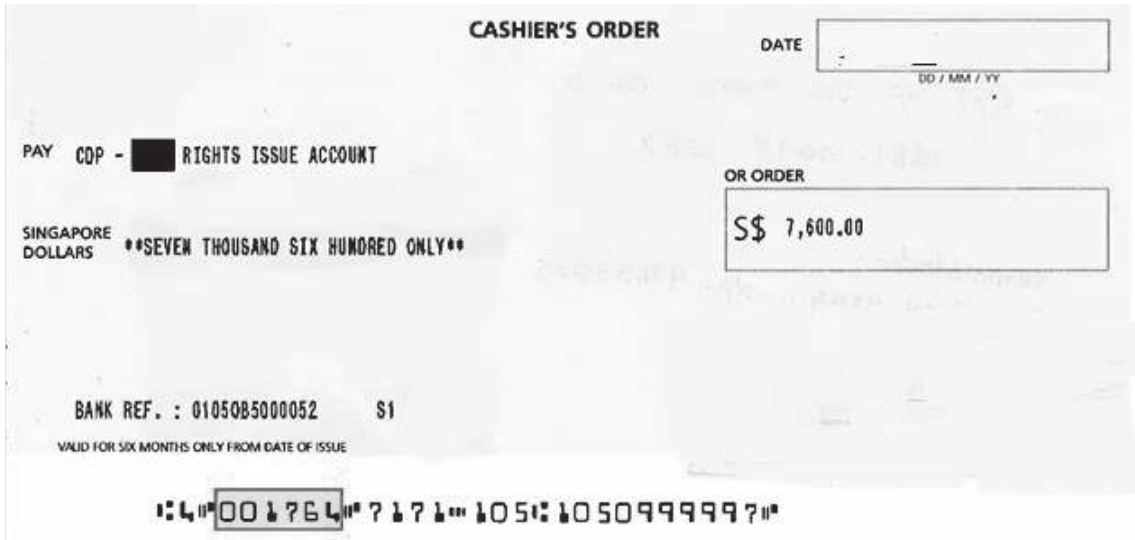 CASHIER'S ORDER
DATE
DD / MM / YY
PAY CDP - RIGHTS ISSUE ACCOUNT
OR ORDER
SINGAPORE DOLLARS **SEVEN THOUSAND SIX HUNDRED ONLY**
S$ 7,600.00
BANK REF. : 0105085000052 S1
VALID FOR SIX MONTHS ONLY FROM DATE OF ISSUE
⑆4⑈001764⑈7171⑉105⑆1050999997⑈